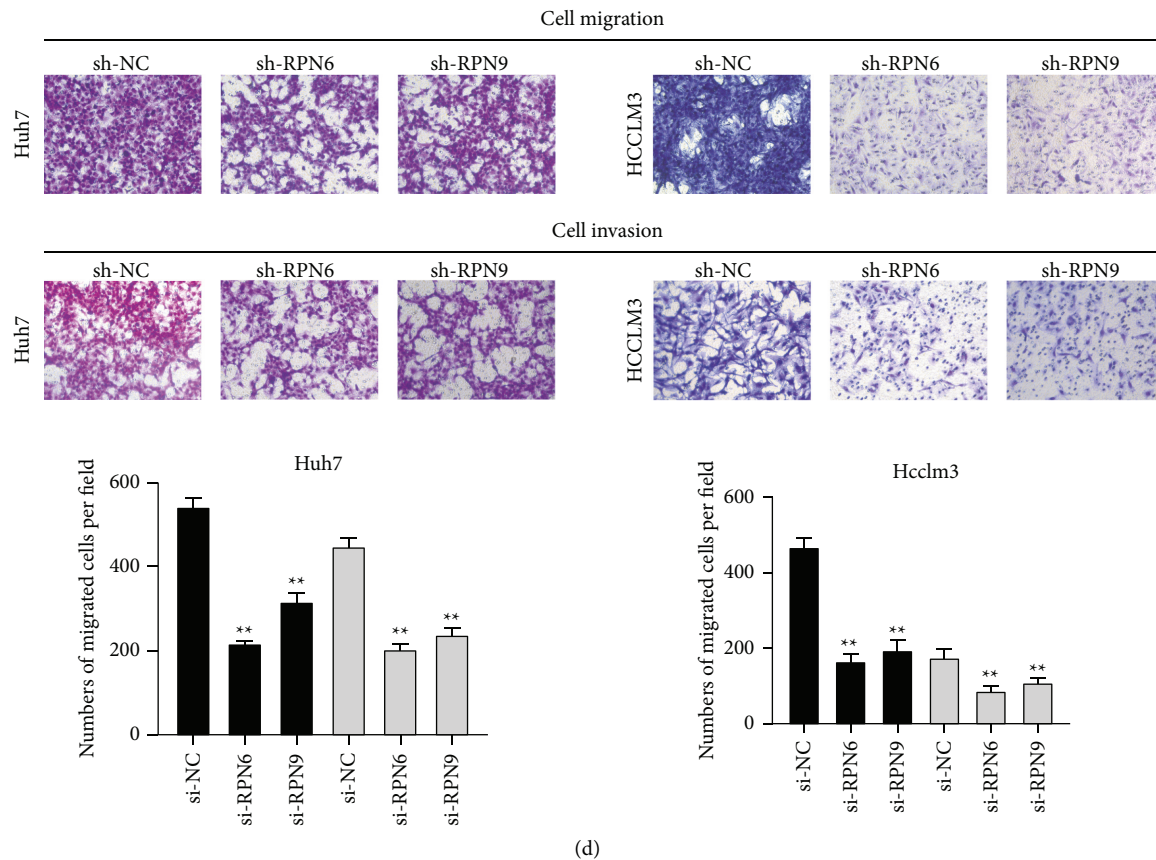 Cell migration
sh-NC sh-RPN6 sh-RPN9 sh-NC sh-RPN6 sh-RPN9
Huh7 HCCLM3
Cell invasion
sh-NC sh-RPN6 sh-RPN9 sh-NC sh-RPN6 sh-RPN9
Huh7 HCCLM3
Huh7
Numbers of migrated cells per field
600
400
200
0
** ** ** **
si-NC si-RPN6 si-RPN9 si-NC si-RPN6 si-RPN9
Hcclm3
Numbers of migrated cells per field
600
400
200
0
** ** ** **
si-NC si-RPN6 si-RPN9 si-NC si-RPN6 si-RPN9
(d)